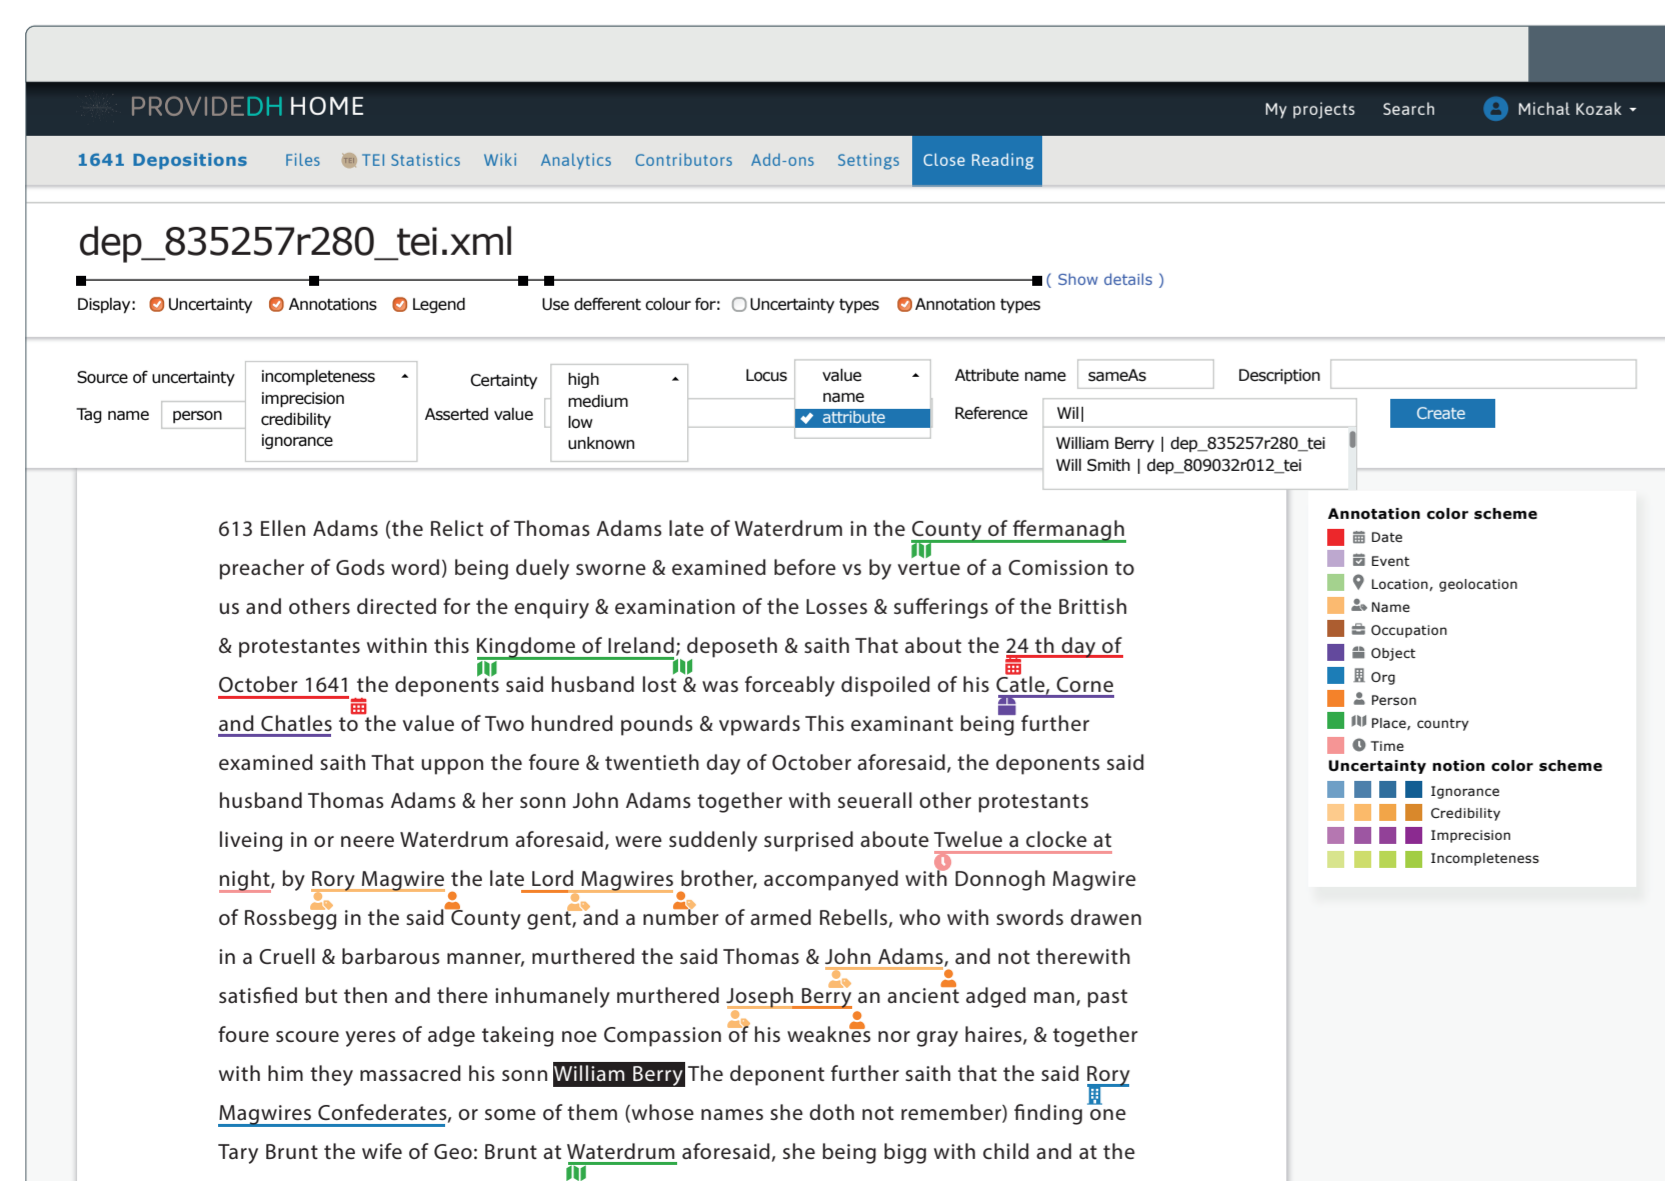 PROVIDEDH HOME My projects Search Michał Kozak
1641 Depositions Files TEI TEI Statistics Wiki Analytics Contributors Add-ons Settings Close Reading
dep_835257r280_tei.xml
( Show details )
Display: Uncertainty Annotations Legend Use defferent colour for: Uncertainty types Annotation types
Source of uncertainty incompleteness Certainty high Locus value Attribute name sameAs Description
imprecision medium name
Tag name person credibility Asserted value low attribute Reference Wil| Create
ignorance unknown
William Berry | dep_835257r280_tei
Will Smith | dep_809032r012_tei
613 Ellen Adams (the Relict of Thomas Adams late of Waterdrum in the County of ffermanagh
preacher of Gods word) being duely sworne & examined before vs by vertue of a Comission to
us and others directed for the enquiry & examination of the Losses & sufferings of the Brittish
& protestantes within this Kingdome of Ireland; deposeth & saith That about the 24 th day of
October 1641 the deponents said husband lost & was forceably dispoiled of his Catle, Corne
and Chatles to the value of Two hundred pounds & vpwards This examinant being further
examined saith That uppon the foure & twentieth day of October aforesaid, the deponents said
husband Thomas Adams & her sonn John Adams together with seuerall other protestants
liveing in or neere Waterdrum aforesaid, were suddenly surprised aboute Twelue a clocke at
night, by Rory Magwire the late Lord Magwires brother, accompanyed with Donnogh Magwire
of Rossbegg in the said County gent, and a number of armed Rebells, who with swords drawen
in a Cruell & barbarous manner, murthered the said Thomas & John Adams, and not therewith
satisfied but then and there inhumanely murthered Joseph Berry an ancient adged man, past
foure scoure yeres of adge takeing noe Compassion of his weaknes nor gray haires, & together
with him they massacred his sonn William Berry The deponent further saith that the said Rory
Magwires Confederates, or some of them (whose names she doth not remember) finding one
Tary Brunt the wife of Geo: Brunt at Waterdrum aforesaid, she being bigg with child and at the
Annotation color scheme
Date
Event
Location, geolocation
Name
Occupation
Object
Org
Person
Place, country
Time
Uncertainty notion color scheme
Ignorance
Credibility
Imprecision
Incompleteness